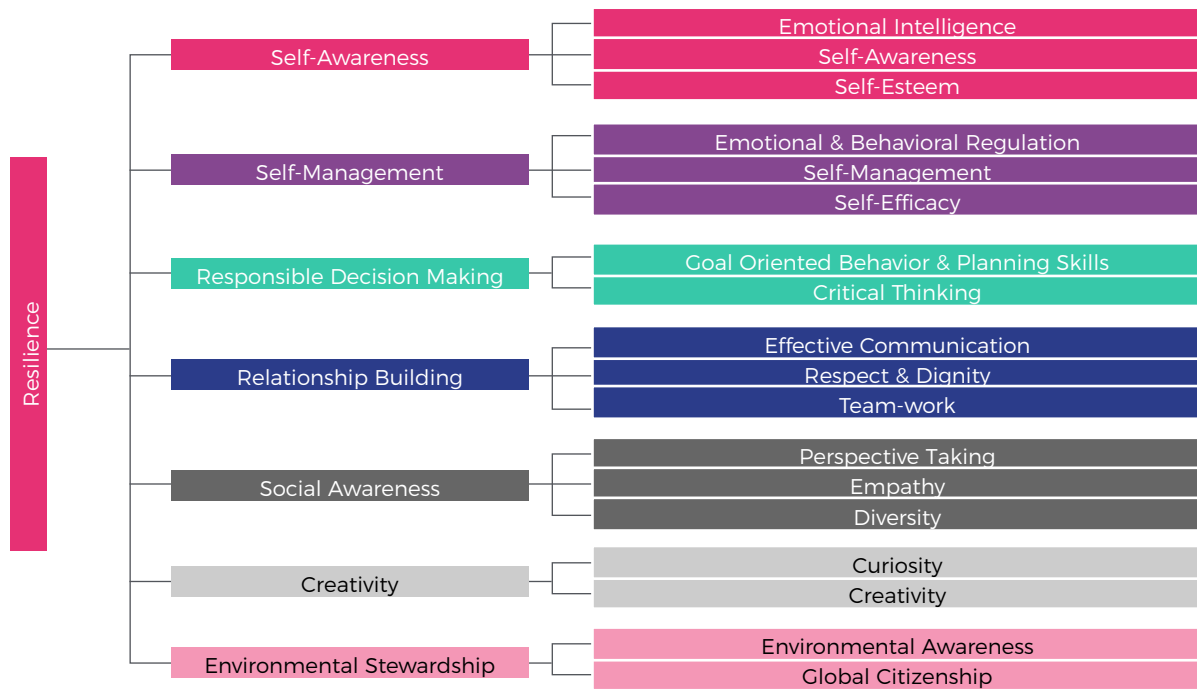 Resilience
Self-Awareness
Emotional Intelligence
Self-Awareness
Self-Esteem
Self-Management
Emotional & Behavioral Regulation
Self-Management
Self-Efficacy
Responsible Decision Making
Goal Oriented Behavior & Planning Skills
Critical Thinking
Relationship Building
Effective Communication
Respect & Dignity
Team-work
Social Awareness
Perspective Taking
Empathy
Diversity
Creativity
Curiosity
Creativity
Environmental Stewardship
Environmental Awareness
Global Citizenship